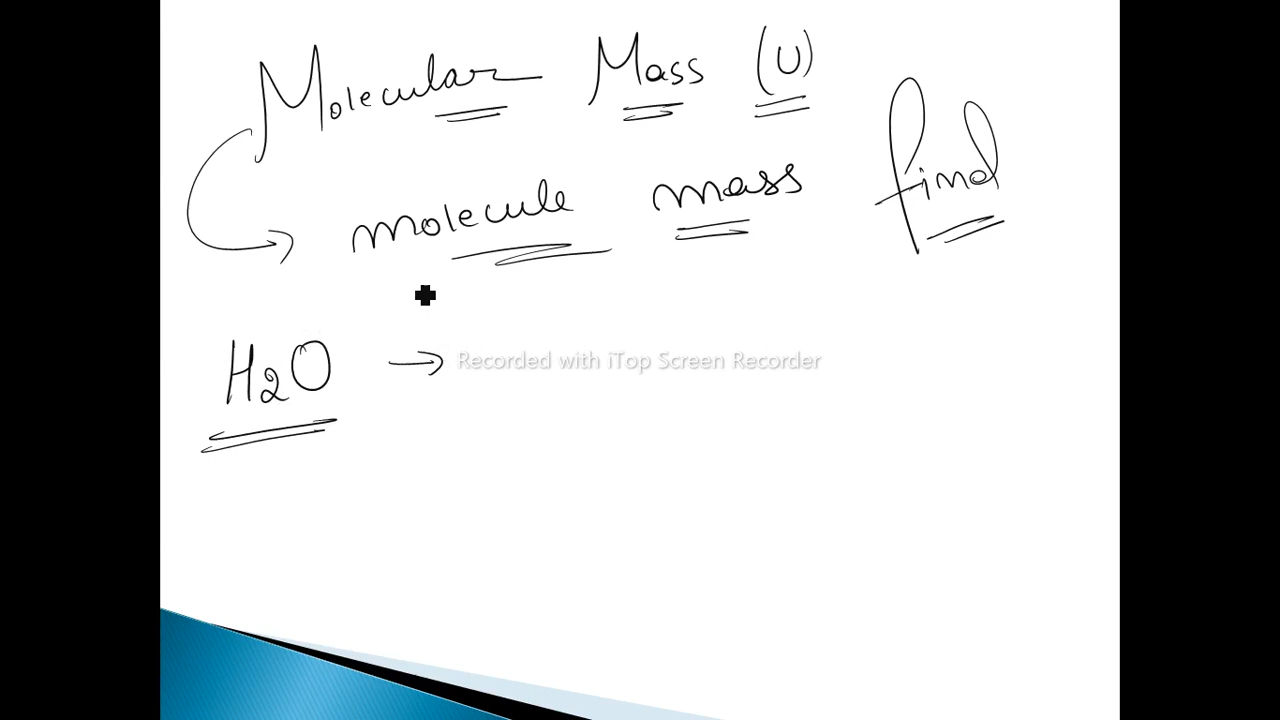 Molecular Mass (U)
molecule mass find
H2O → Recorded with iTop Screen Recorder